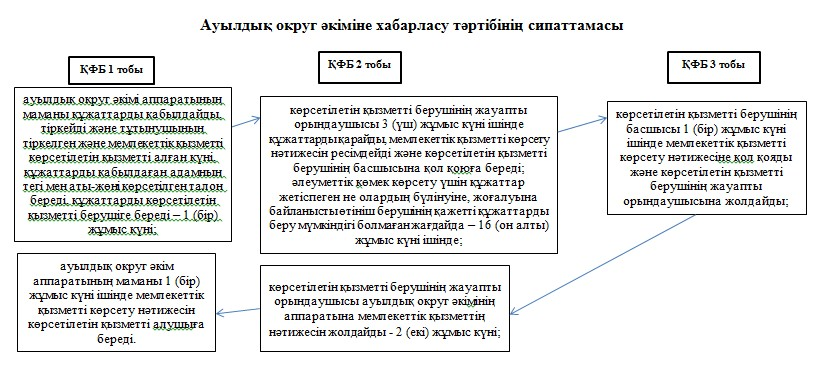 Ауылдық округ әкіміне хабарласу тәртібінің сипаттамасы
ҚФБ 1 тобы
ҚФБ 2 тобы
ҚФБ 3 тобы
ауылдық округ әкімі аппаратының
маманы құжаттарды қабылдайды,
тіркейді және тұтынушының
тіркелген және мемлекеттік қызметті
көрсетілетін қызметті алған күні,
құжаттарды қабылдаған адамның
тегі мен аты-жөні көрсетілген талон
береді, құжаттарды көрсетілетін
қызметті берушіге береді – 1 (бір)
жұмыс күні;
көрсетілетін қызметті берушінің жауапты
орындаушысы 3 (үш) жұмыс күні ішінде
құжаттарды қарайды, мемлекеттік қызметті көрсету
нәтижесін ресімдейді және көрсетілетін қызметті
берушінің басшысына қол қоюға береді;
әлеуметтік көмек көрсету үшін құжаттар
жетіспеген не олардың бүлінуіне, жоғалуына
байланысты өтініш берушінің қажетті құжаттарды
беру мүмкіндігі болмаған жағдайда – 16 (он алты)
жұмыс күні ішінде;
көрсетілетін қызметті берушінің
басшысы 1 (бір) жұмыс күні
ішінде мемлекеттік қызметті
көрсету нәтижесіне қол қояды
және көрсетілетін қызметті
берушінің жауапты
орындаушысына жолдайды;
ауылдық округ әкім
аппаратының маманы 1 (бір)
жұмыс күні ішінде мемлекеттік
қызметті көрсету нәтижесін
көрсетілетін қызметті алушыға
береді.
көрсетілетін қызметті берушінің жауапты
орындаушысы ауылдық округ әкімінің
аппаратына мемлекеттік қызметтің
нәтижесін жолдайды - 2 (екі) жұмыс күні;